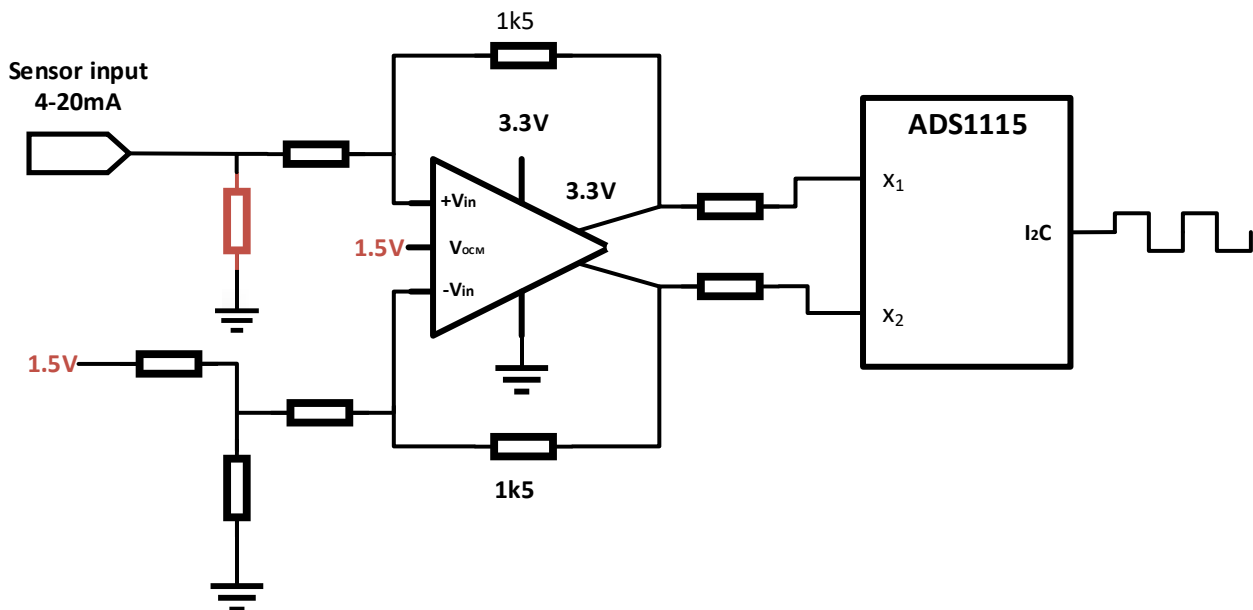 1k5
Sensor input
4-20mA
3.3V
ADS1115
3.3V
X1
+Vin
1.5V
VOCM
I2C
-Vin
X2
1.5V
1k5